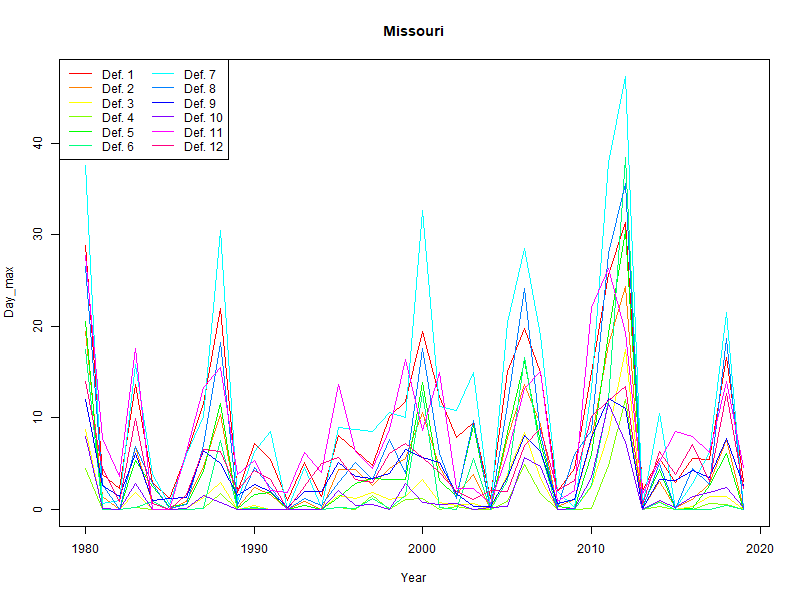 Missouri
Def. 1 Def. 7
Def. 2 Def. 8
Def. 3 Def. 9
Def. 4 Def. 10
Def. 5 Def. 11
Def. 6 Def. 12
40
30
20
10
0
Day_max
1980 1990 2000 2010 2020
Year